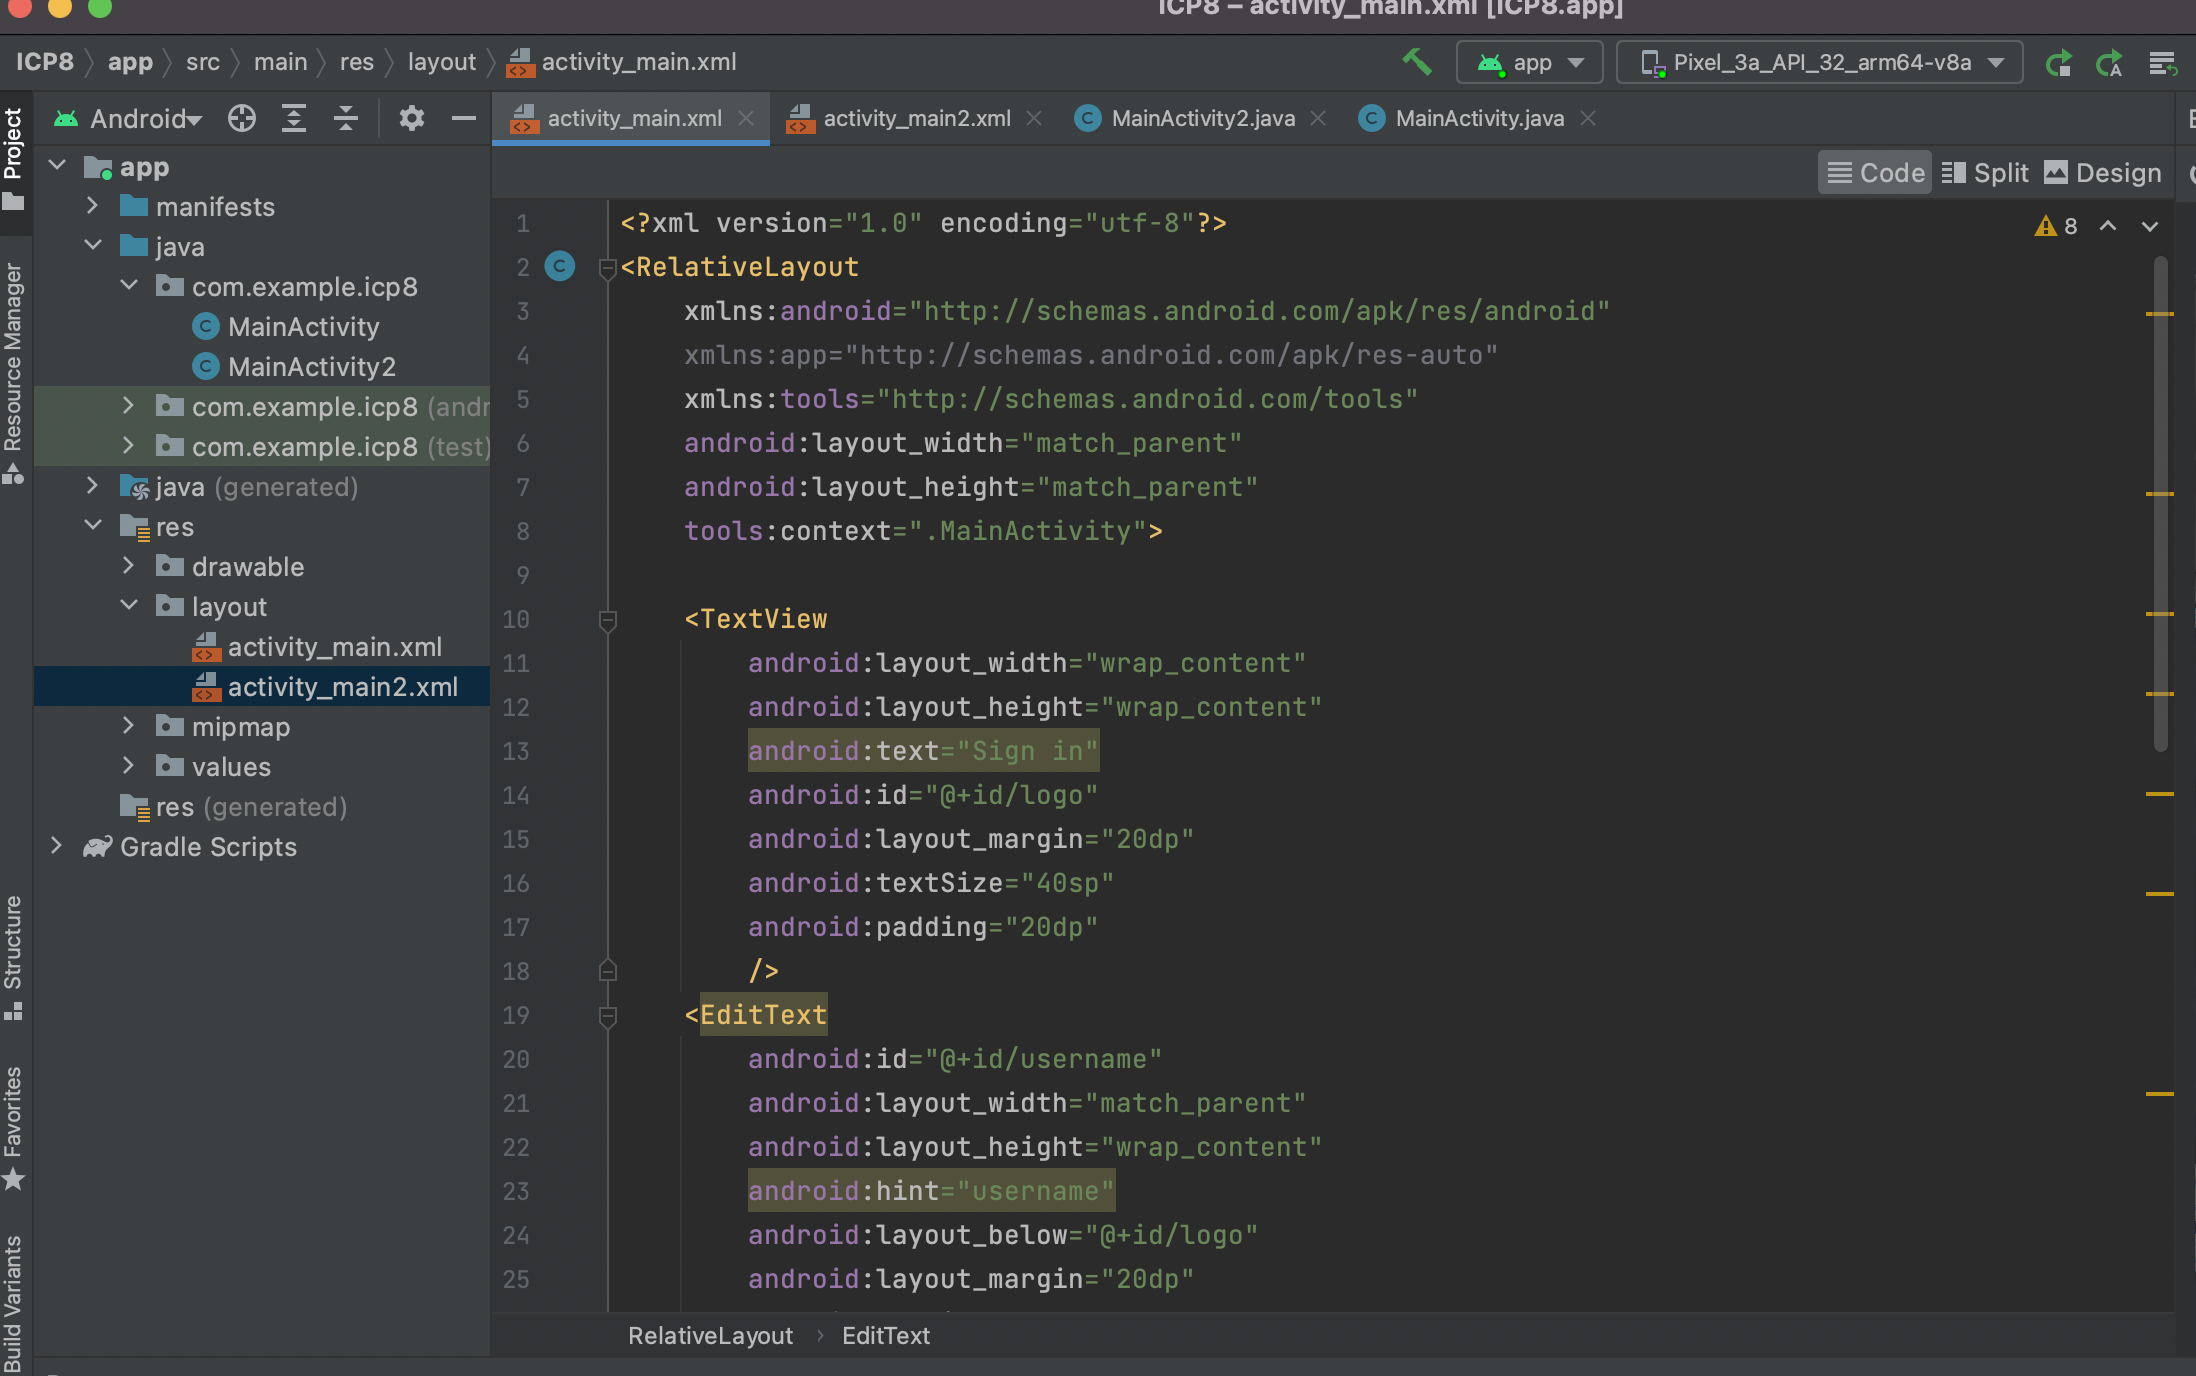 ICP8 – activity_main.xml [ICP8.app]
ICP8 app src main res layout activity_main.xml
app
Pixel_3a_API_32_arm64-v8a
Android
activity_main.xml
activity_main2.xml
MainActivity2.java
MainActivity.java
Code
Split
Design
8
Project
Resource Manager
Structure
Favorites
Build Variants
app
manifests
java
com.example.icp8
MainActivity
MainActivity2
com.example.icp8 (andr
com.example.icp8 (test)
java (generated)
res
drawable
layout
activity_main.xml
activity_main2.xml
mipmap
values
res (generated)
Gradle Scripts
1 <?xml version="1.0" encoding="utf-8"?>
2 <RelativeLayout
3 xmlns:android="http://schemas.android.com/apk/res/android"
4 xmlns:app="http://schemas.android.com/apk/res-auto"
5 xmlns:tools="http://schemas.android.com/tools"
6 android:layout_width="match_parent"
7 android:layout_height="match_parent"
8 tools:context=".MainActivity">
9
10 <TextView
11 android:layout_width="wrap_content"
12 android:layout_height="wrap_content"
13 android:text="Sign in"
14 android:id="@+id/logo"
15 android:layout_margin="20dp"
16 android:textSize="40sp"
17 android:padding="20dp"
18 />
19 <EditText
20 android:id="@+id/username"
21 android:layout_width="match_parent"
22 android:layout_height="wrap_content"
23 android:hint="username"
24 android:layout_below="@+id/logo"
25 android:layout_margin="20dp"
RelativeLayout › EditText